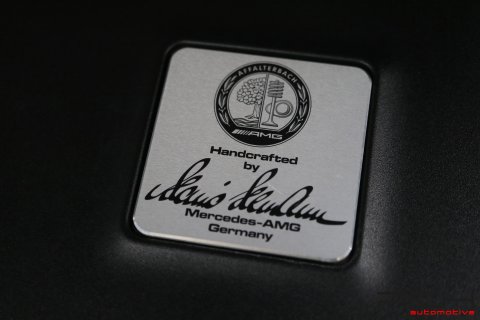 AFFALTERBACH
AMG
Handcrafted
by
Mercedes-AMG
Germany
automotive